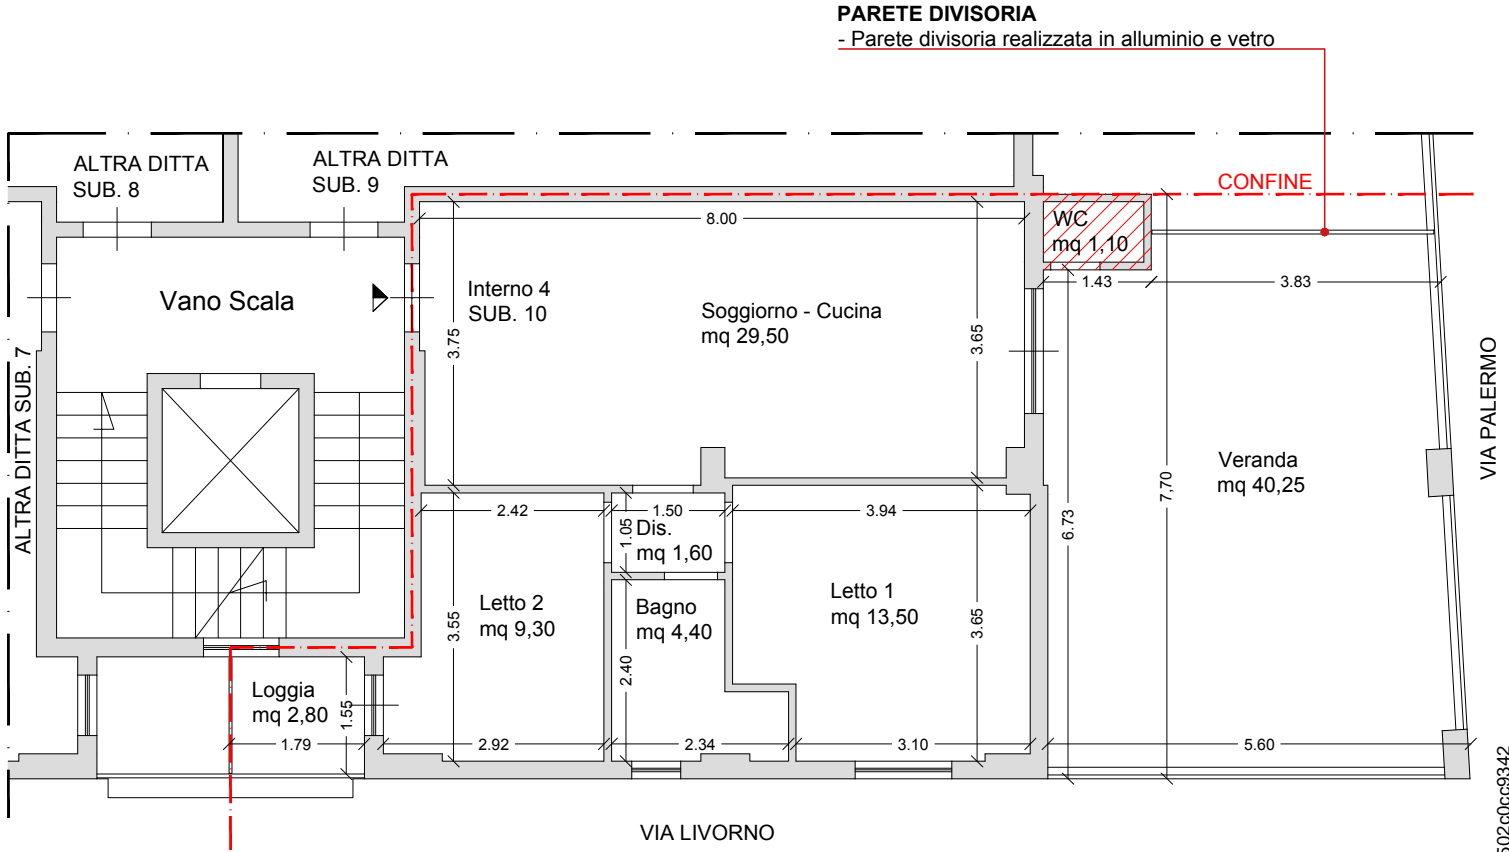 PARETE DIVISORIA
- Parete divisoria realizzata in alluminio e vetro
ALTRA DITTA
SUB. 8
ALTRA DITTA
SUB. 9
CONFINE
8.00
WC
mq 1,10
1.43
3.83
Vano Scala
Interno 4
SUB. 10
Soggiorno - Cucina
mq 29,50
3.75
3.65
ALTRA DITTA SUB. 7
VIA PALERMO
Veranda
mq 40,25
7,70
6.73
2.42
1.50
3.94
1.05
Dis.
mq 1,60
Letto 2
mq 9,30
3.55
Bagno
mq 4,40
2.40
Letto 1
mq 13,50
3.65
Loggia
mq 2,80
1.55
1.79
2.92
2.34
3.10
5.60
VIA LIVORNO